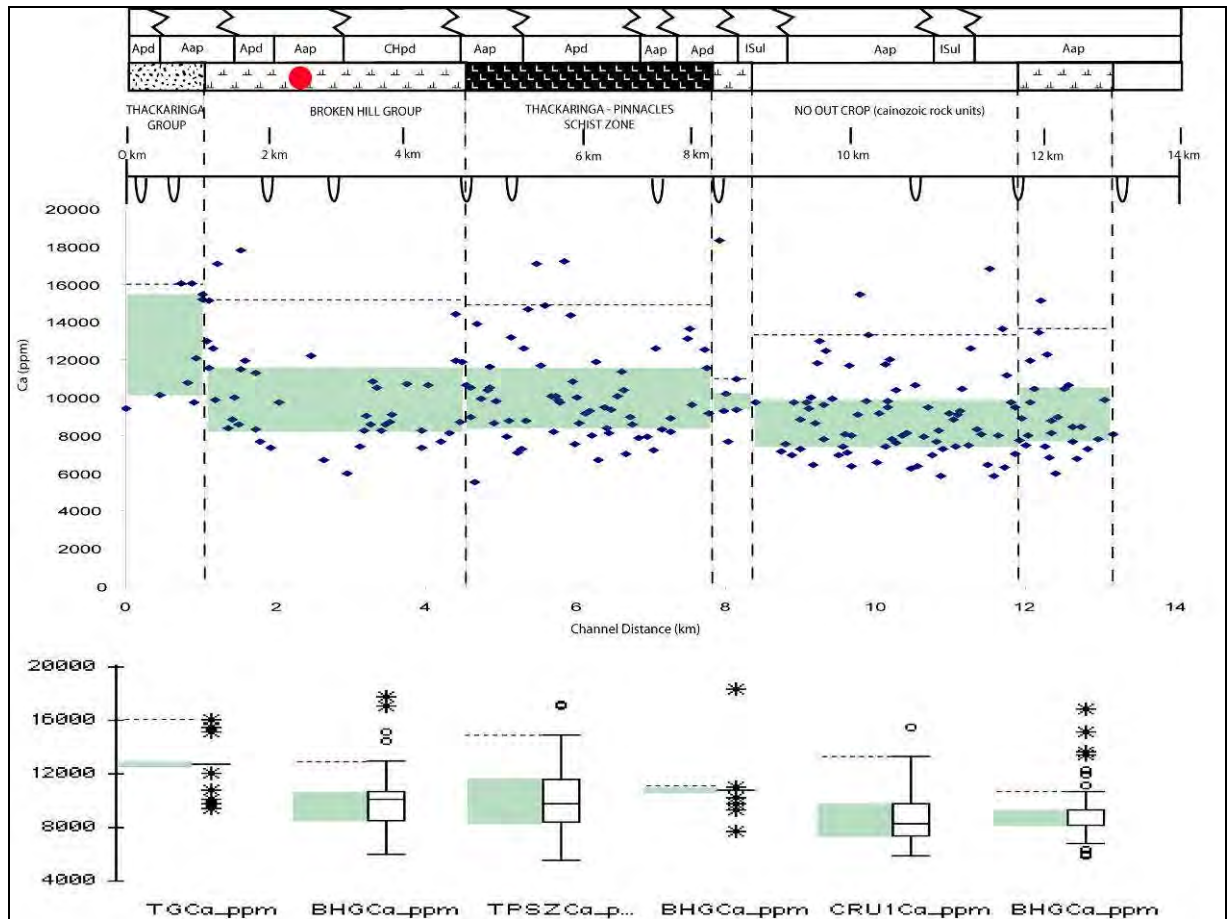 Apd Aap Apd Aap CHpd Aap Apd Aap Apd ISul Aap ISul Aap
THACKARINGA GROUP
BROKEN HILL GROUP
THACKARINGA - PINNACLES SCHIST ZONE
NO OUT CROP (cainozoic rock units)
0 km 2 km 4 km 6 km 8 km 10 km 12 km 14 km
Ca (ppm)
20000
18000
16000
14000
12000
10000
8000
6000
4000
2000
0
0 2 4 6 8 10 12 14
Channel Distance (km)
20000
16000
12000
8000
4000
TGCa_ppm BHGCa_ppm TPSZCa_p... BHGCa_ppm CRU1Ca_ppm BHGCa_ppm